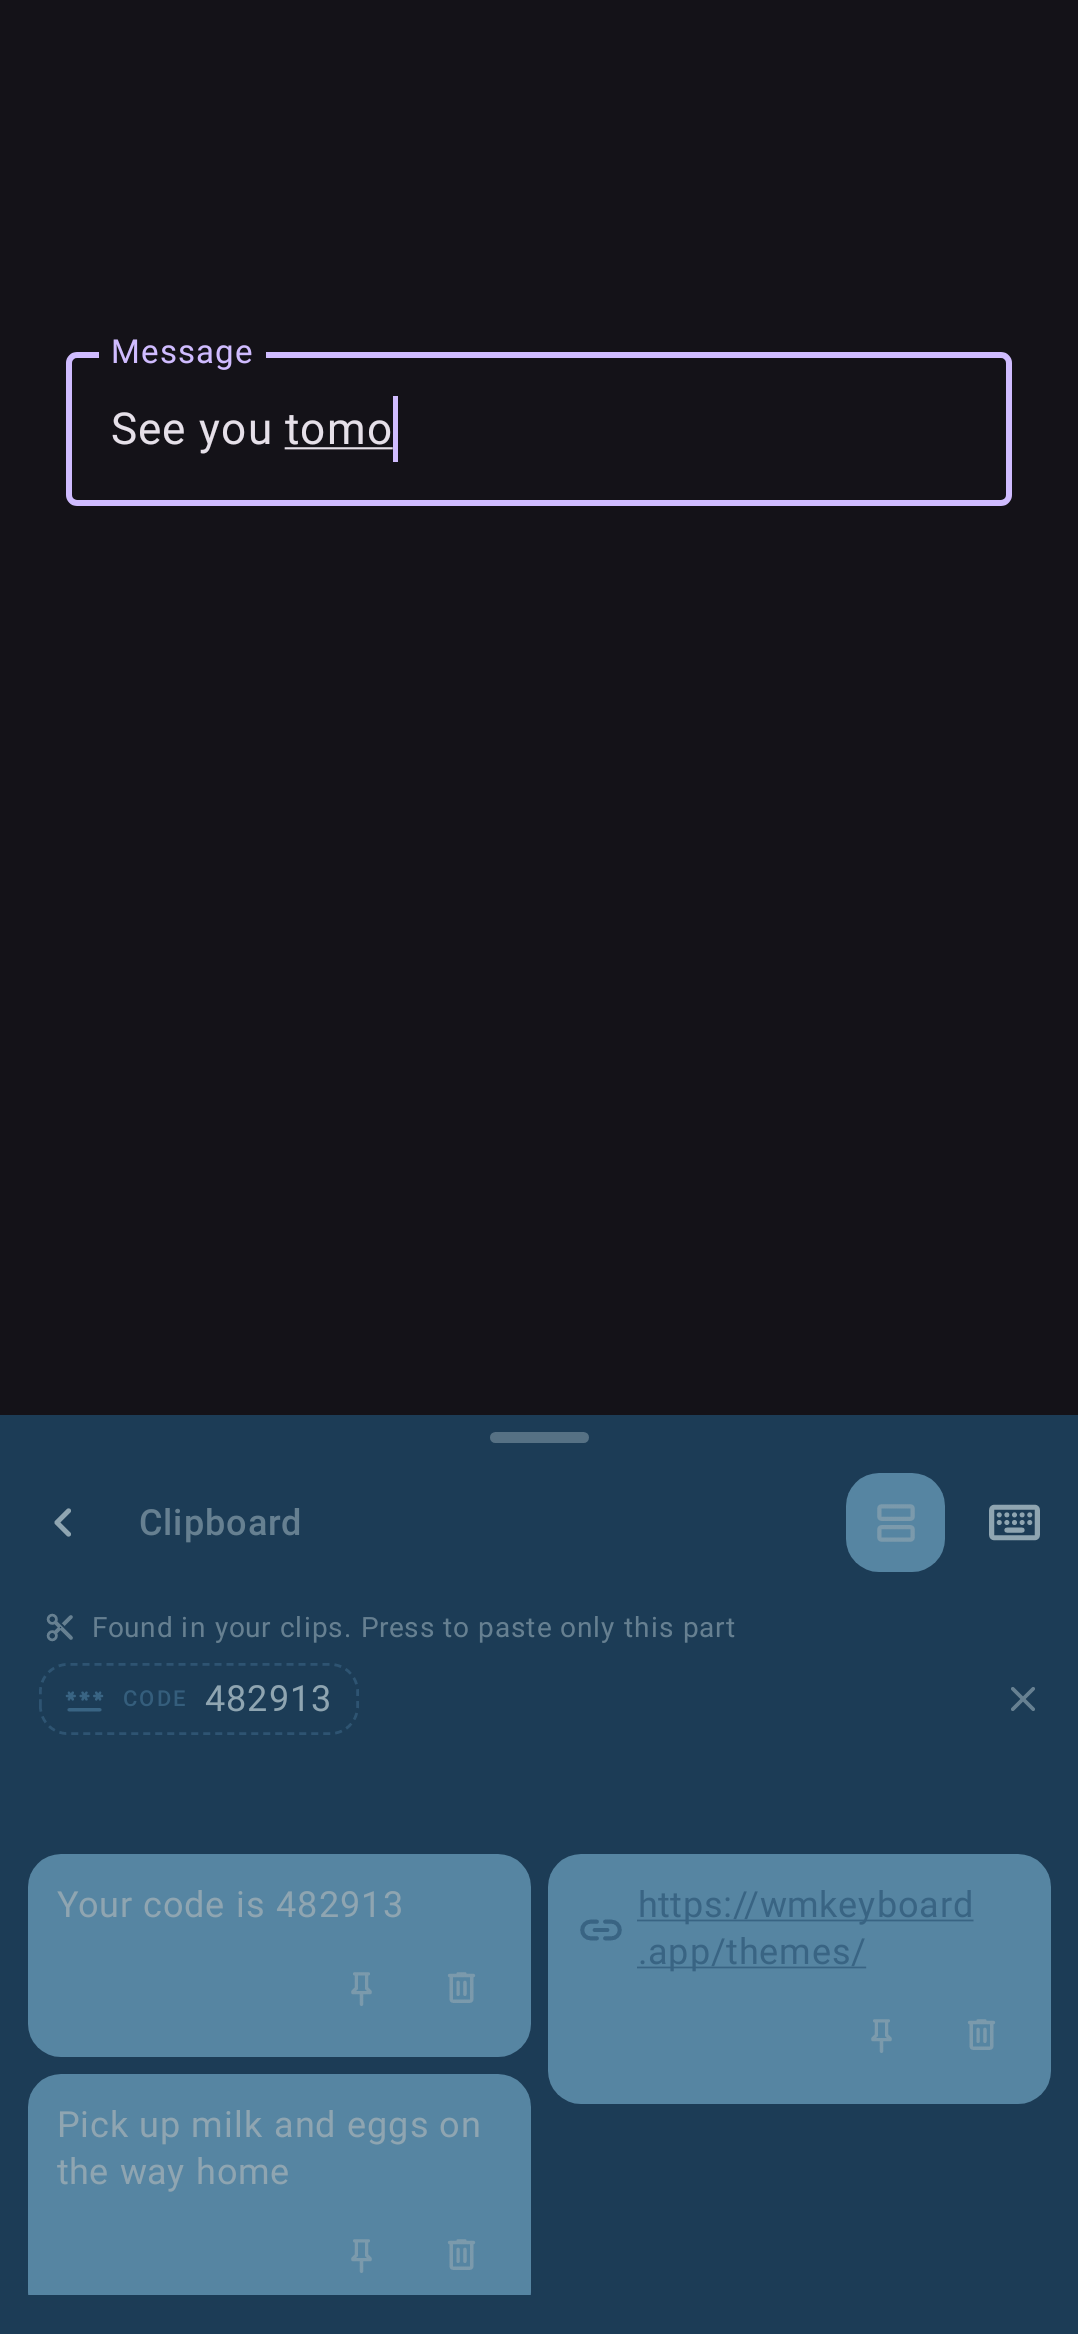 Message
See you tomo
Clipboard
Found in your clips. Press to paste only this part
*** CODE 482913
Your code is 482913
https://wmkeyboard
.app/themes/
Pick up milk and eggs on
the way home